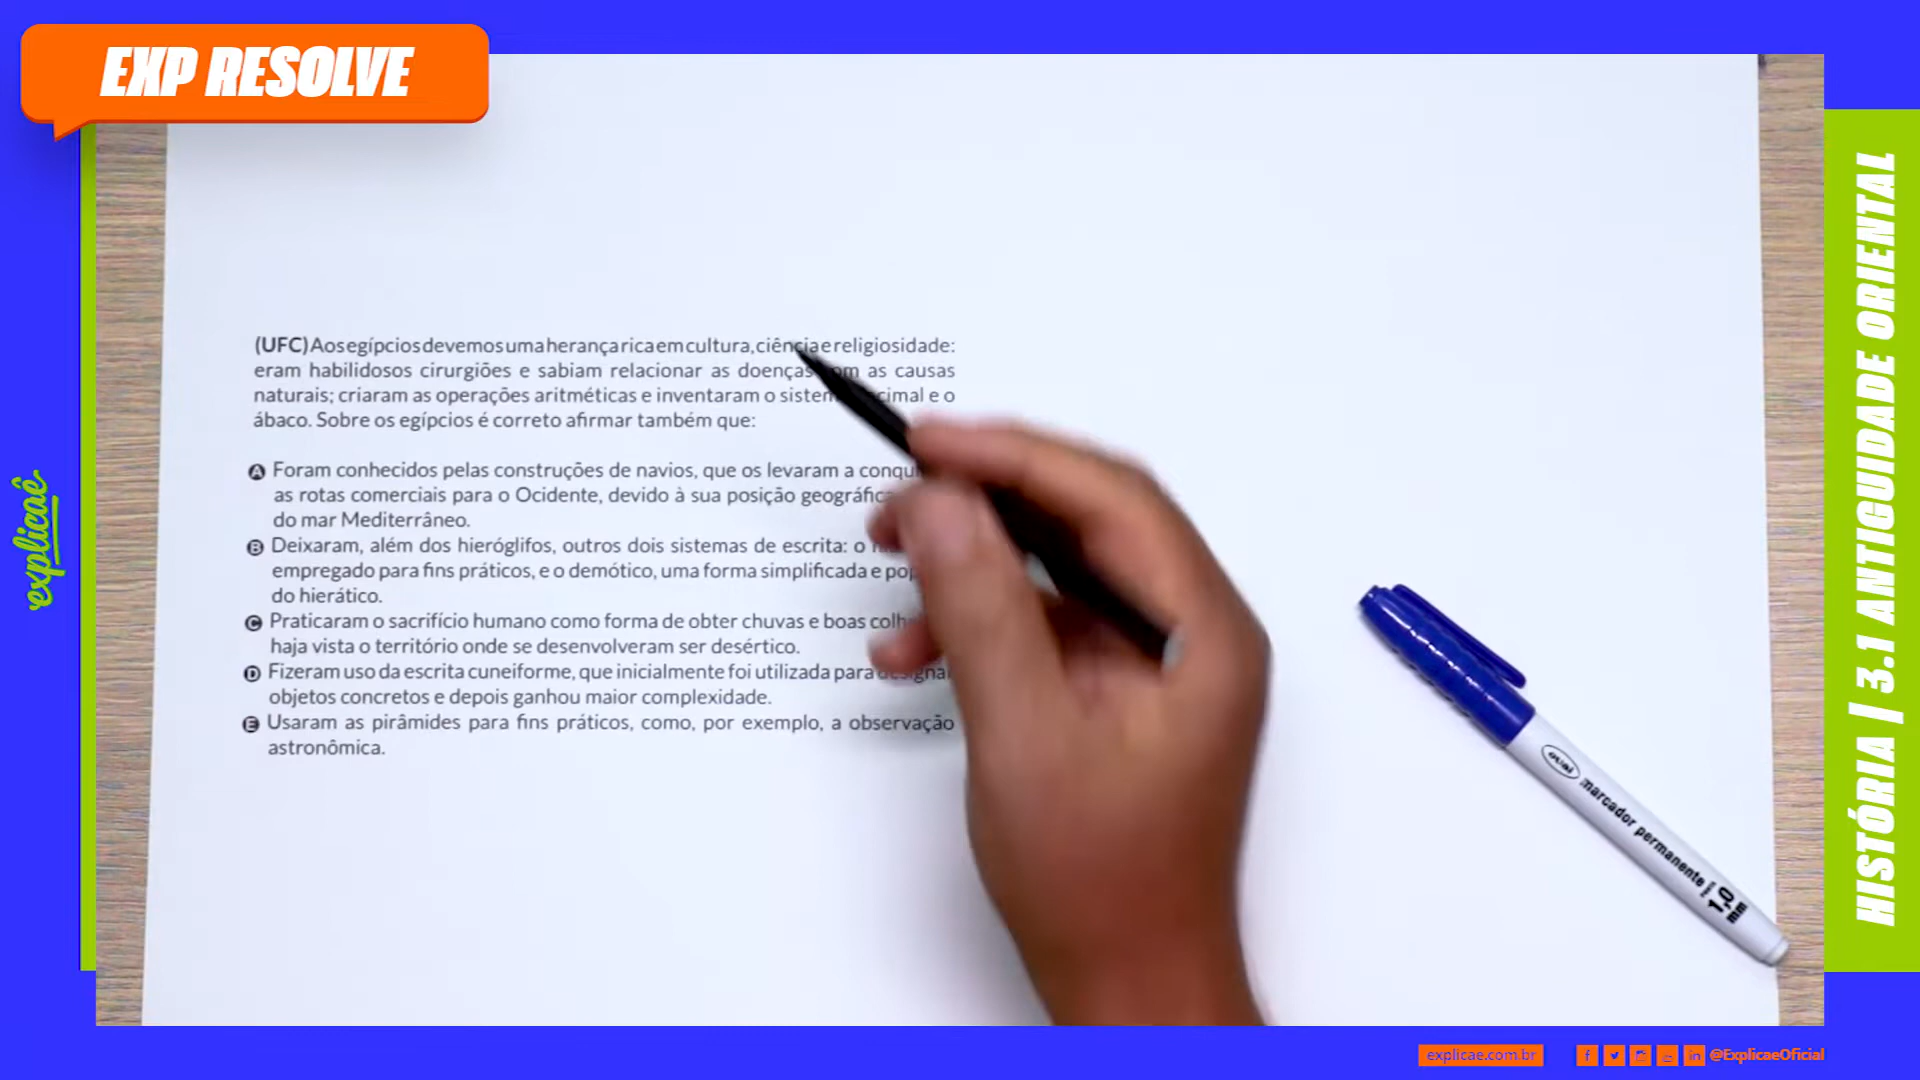 EXP RESOLVE
(UFC) Aos egípcios devemos uma herança rica em cultura, ciência e religiosidade:
eram habilidosos cirurgiões e sabiam relacionar as doenças as causas
naturais; criaram as operações aritméticas e inventaram o e o
ábaco. Sobre os egípcios é correto afirmar também que:
A Foram conhecidos pelas construções de navios, que os levaram a
as rotas comerciais para o Ocidente, devido à sua posição
do mar Mediterrâneo.
B Deixaram, além dos hieróglifos, outros dois sistemas de escrita: o
empregado para fins práticos, e o demótico, uma forma simplificada e
do hierático.
C Praticaram o sacrifício humano como forma de obter chuvas e boas
haja vista o território onde se desenvolveram ser desértico.
D Fizeram uso da escrita cuneiforme, que inicialmente foi utilizada para designar
objetos concretos e depois ganhou maior complexidade.
E Usaram as pirâmides para fins práticos, como, por exemplo, a observação
astronômica.
explicaê
HISTÓRIA | 3.1 ANTIGUIDADE ORIENTAL
marcador permanente 1.0 mm
explicae.com.br
@ExplicaeOficial